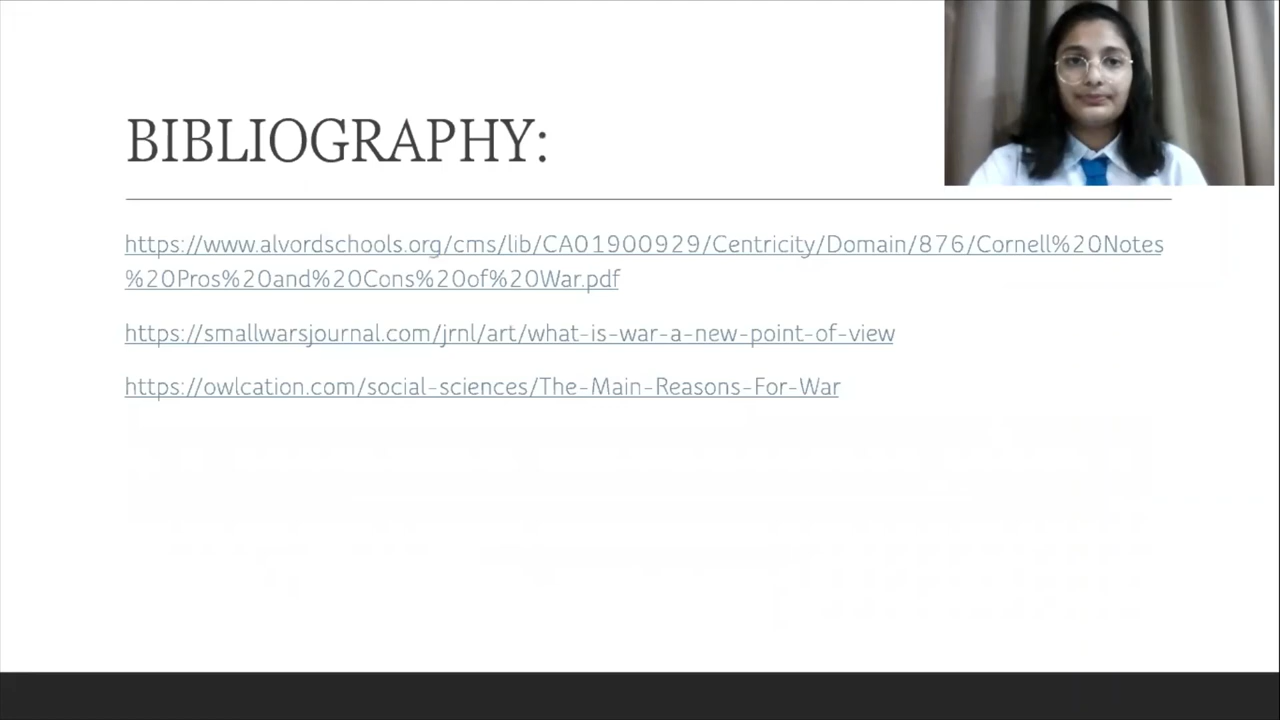 BIBLIOGRAPHY:
https://www.alvordschools.org/cms/lib/CA01900929/Centricity/Domain/876/Cornell%20Notes
%20Pros%20and%20Cons%20of%20War.pdf
https://smallwarsjournal.com/jrnl/art/what-is-war-a-new-point-of-view
https://owlcation.com/social-sciences/The-Main-Reasons-For-War